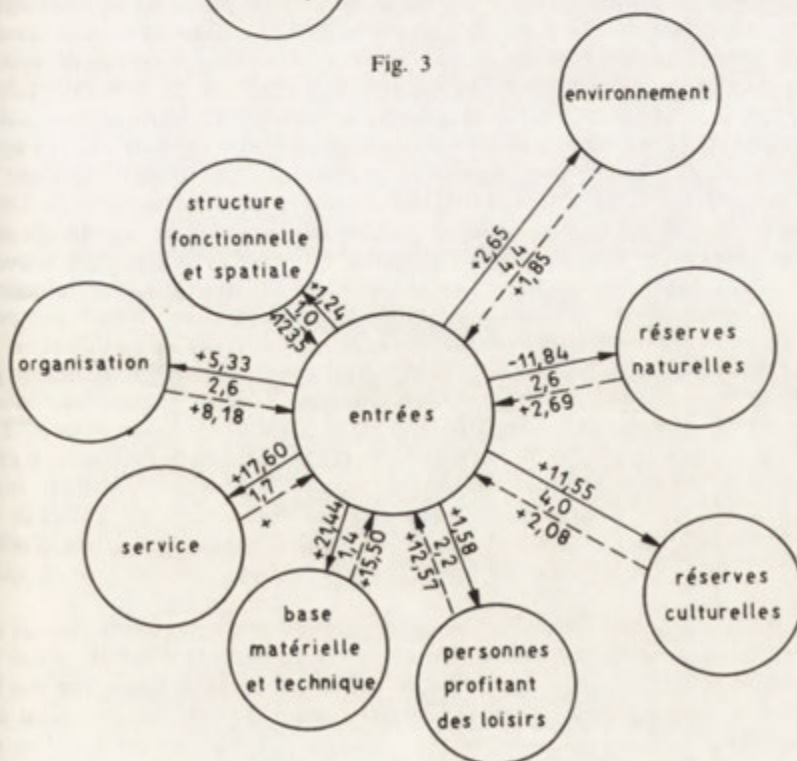 Fig. 3
environnement
+2,65
4,4
+1,85
structure
fonctionnelle
et spatiale
+1,24
1,0
+123,5
organisation
+5,33
2,6
+8,18
entrées
-11,84
2,6
+2,69
réserves
naturelles
+11,55
4,0
+2,08
réserves
culturelles
+17,60
1,7
+
service
+21,44
1,4
+15,50
base
matérielle
et technique
+1,58
2,2
+12,57
personnes
profitant
des loisirs